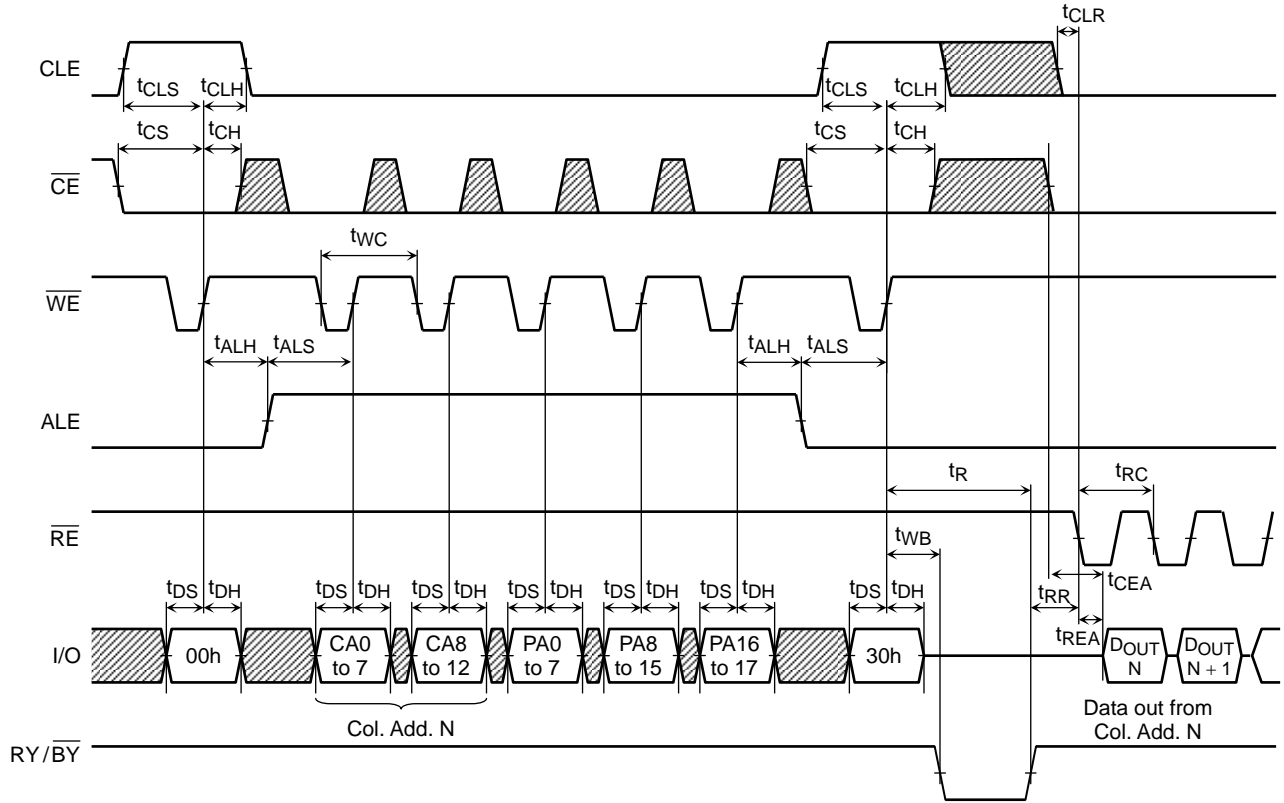 tCLR
CLE
tCLS tCLH tCLS tCLH
tCS tCH tCS tCH
CE
tWC
WE
tALH tALS tALH tALS
ALE
tR tRC
RE
tWB
tCEA
tDS tDH tDS tDH tDS tDH tDS tDH tDS tDH tDS tDH tDS tDH tRR
tREA
I/O 00h CA0 to 7 CA8 to 12 PA0 to 7 PA8 to 15 PA16 to 17 30h DOUT N DOUT N + 1
Col. Add. N
Data out from
Col. Add. N
RY/BY